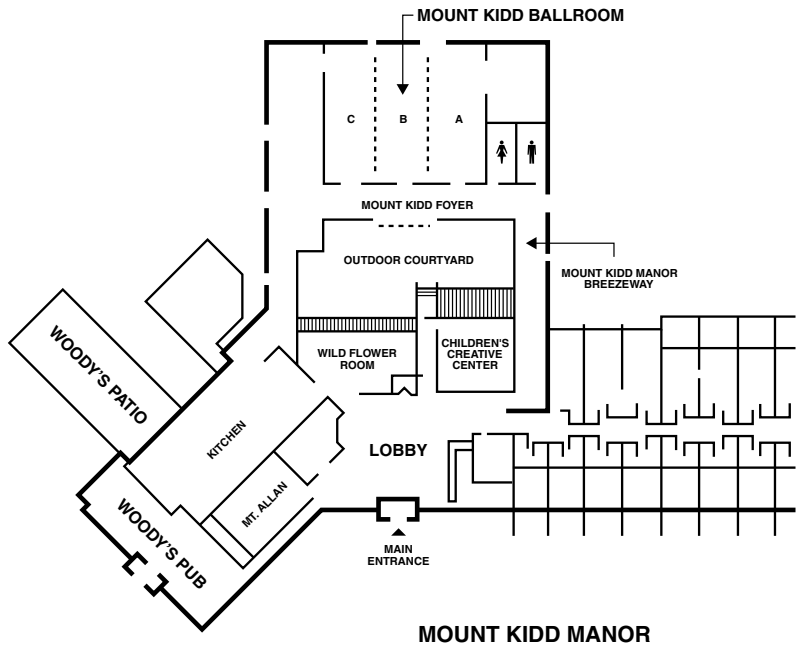 MOUNT KIDD BALLROOM
C
B
A
MOUNT KIDD FOYER
OUTDOOR COURTYARD
MOUNT KIDD MANOR
BREEZEWAY
WOODY'S PATIO
WILD FLOWER
ROOM
CHILDREN'S
CREATIVE
CENTER
KITCHEN
LOBBY
MT. ALLAN
WOODY'S PUB
MAIN
ENTRANCE
MOUNT KIDD MANOR